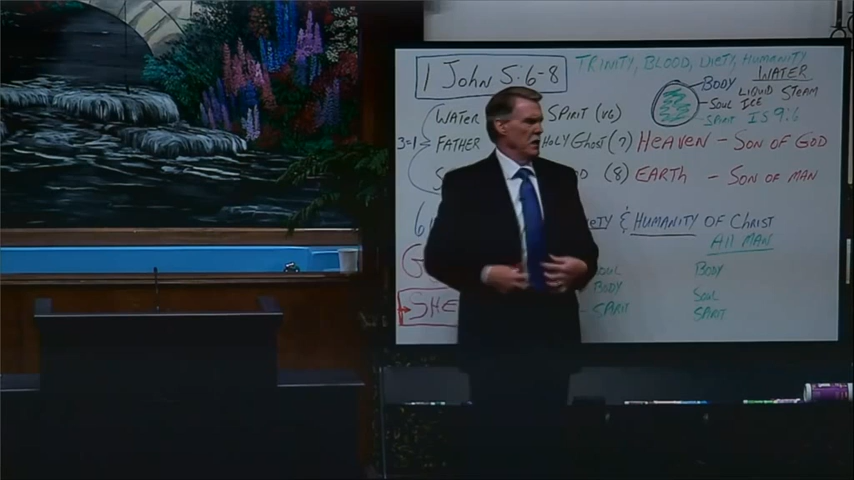 1 JOHN 5:6-8
TRINITY, BLOOD, DIETY, HUMANITY
BODY WATER
SOUL ICE LIQUID STEAM
SPIRIT IS 9:6
WATER SPIRIT (v6)
3=1 FATHER HOLY GHOST (7) HEAVEN - SON OF GOD
(8) EARTH - SON OF MAN
& HUMANITY OF CHRIST
All MAN
SOUL BODY
BODY SOUL
SPIRIT SPIRIT
SHE